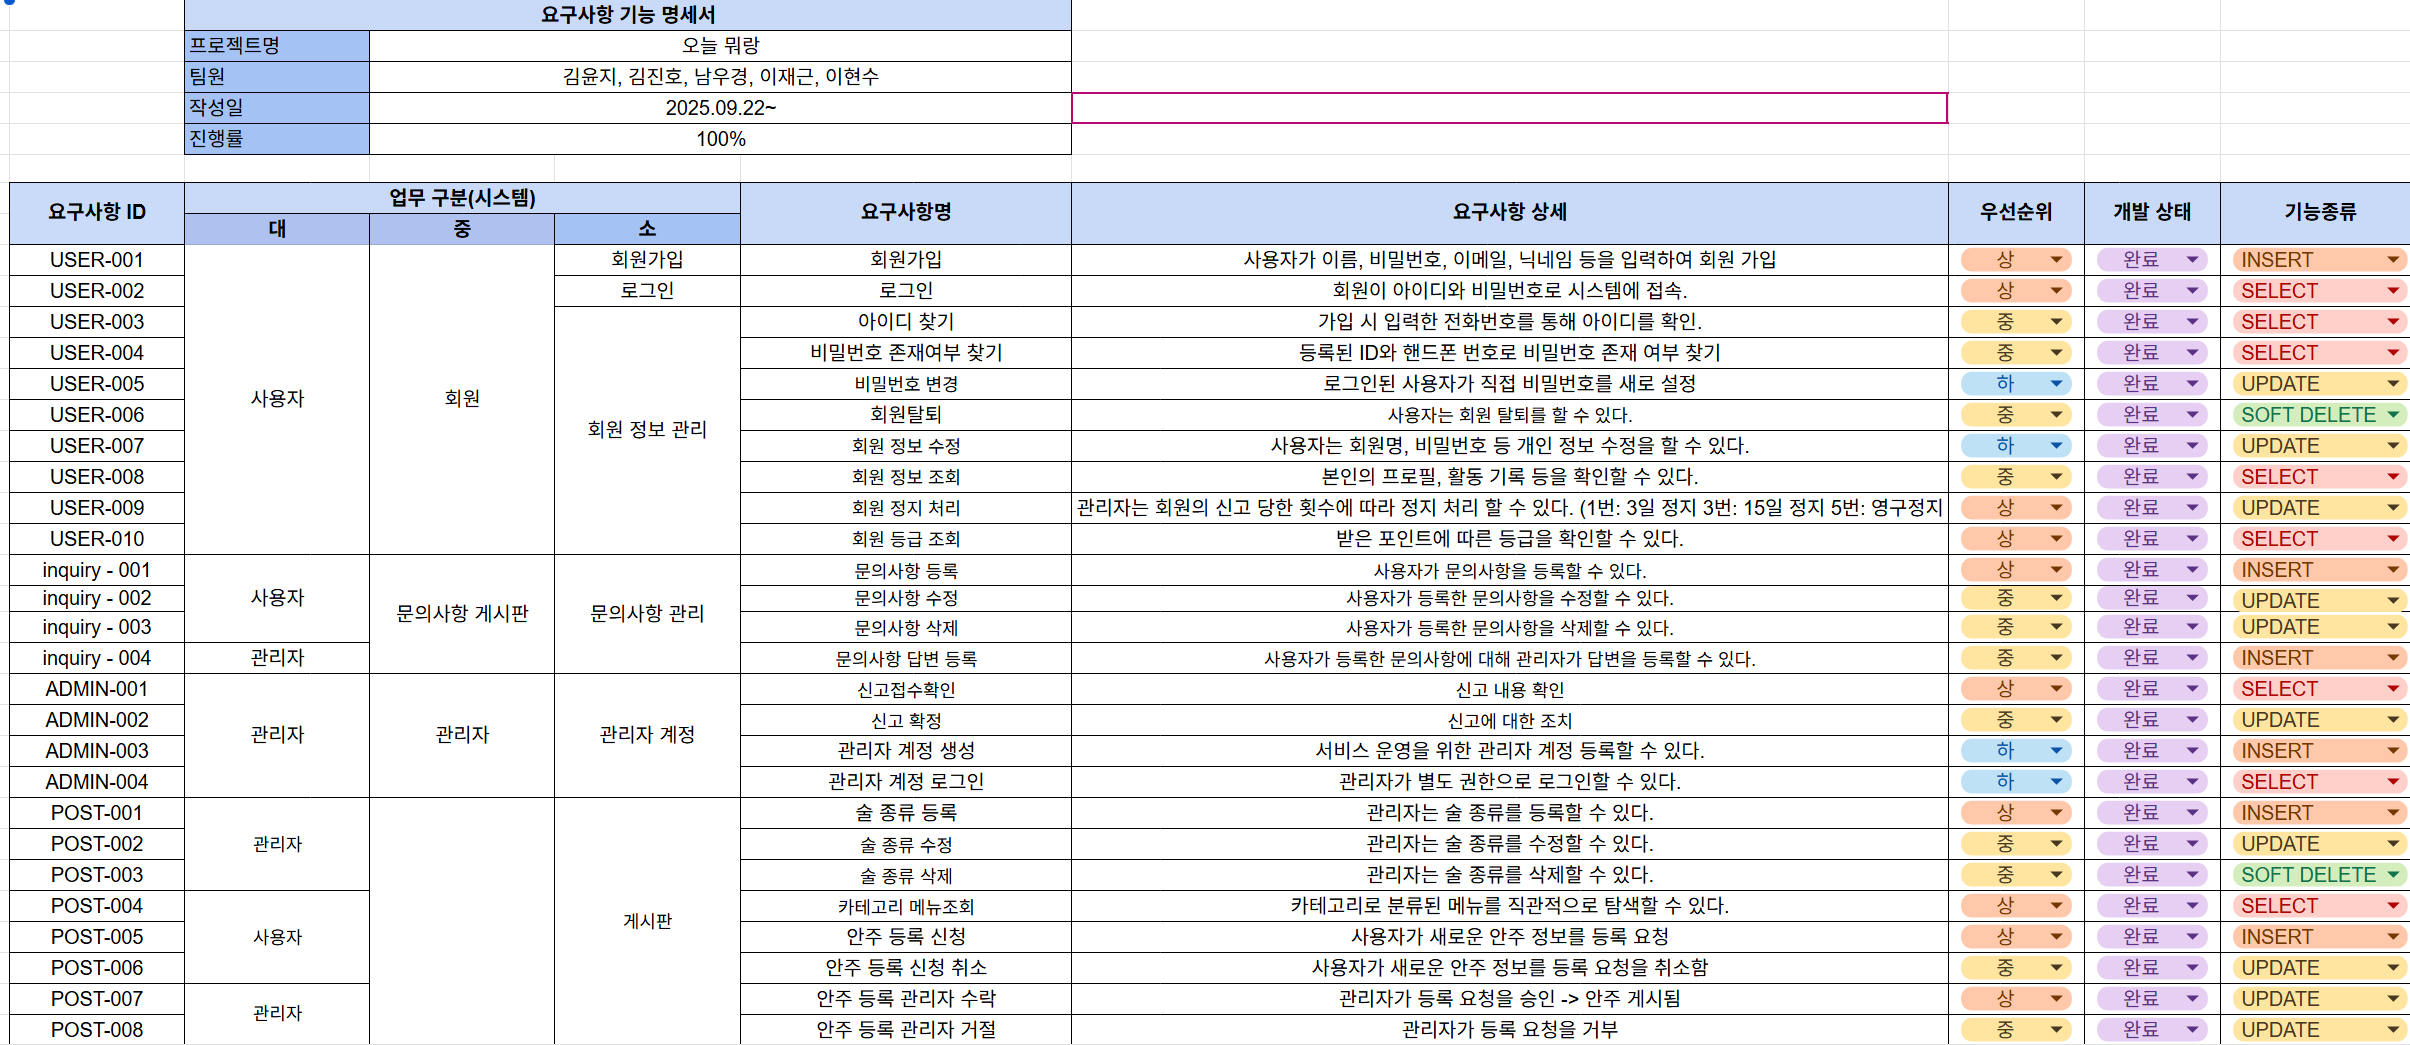 요구사항 기능 명세서
프로젝트명 오늘 뭐랑
팀원 김윤지, 김진호, 남우경, 이재근, 이현수
작성일 2025.09.22~
진행률 100%
요구사항 ID 업무 구분(시스템) 요구사항명 요구사항 상세 우선순위 개발 상태 기능종류
대 중 소
USER-001 사용자 회원 회원가입 회원가입 사용자가 이름, 비밀번호, 이메일, 닉네임 등을 입력하여 회원 가입 상 완료 INSERT
USER-002 로그인 로그인 회원이 아이디와 비밀번호로 시스템에 접속. 상 완료 SELECT
USER-003 회원 정보 관리 아이디 찾기 가입 시 입력한 전화번호를 통해 아이디를 확인. 중 완료 SELECT
USER-004 비밀번호 존재여부 찾기 등록된 ID와 핸드폰 번호로 비밀번호 존재 여부 찾기 중 완료 SELECT
USER-005 비밀번호 변경 로그인된 사용자가 직접 비밀번호를 새로 설정 하 완료 UPDATE
USER-006 회원탈퇴 사용자는 회원 탈퇴를 할 수 있다. 중 완료 SOFT DELETE
USER-007 회원 정보 수정 사용자는 회원명, 비밀번호 등 개인 정보 수정을 할 수 있다. 하 완료 UPDATE
USER-008 회원 정보 조회 본인의 프로필, 활동 기록 등을 확인할 수 있다. 중 완료 SELECT
USER-009 회원 정지 처리 관리자는 회원의 신고 당한 횟수에 따라 정지 처리 할 수 있다. (1번: 3일 정지 3번: 15일 정지 5번: 영구정지 상 완료 UPDATE
USER-010 회원 등급 조회 받은 포인트에 따른 등급을 확인할 수 있다. 상 완료 SELECT
inquiry - 001 사용자 문의사항 게시판 문의사항 관리 문의사항 등록 사용자가 문의사항을 등록할 수 있다. 상 완료 INSERT
inquiry - 002 문의사항 수정 사용자가 등록한 문의사항을 수정할 수 있다. 중 완료 UPDATE
inquiry - 003 문의사항 삭제 사용자가 등록한 문의사항을 삭제할 수 있다. 중 완료 UPDATE
inquiry - 004 관리자 문의사항 답변 등록 사용자가 등록한 문의사항에 대해 관리자가 답변을 등록할 수 있다. 중 완료 INSERT
ADMIN-001 관리자 관리자 관리자 계정 신고접수확인 신고 내용 확인 상 완료 SELECT
ADMIN-002 신고 확정 신고에 대한 조치 중 완료 UPDATE
ADMIN-003 관리자 계정 생성 서비스 운영을 위한 관리자 계정 등록할 수 있다. 하 완료 INSERT
ADMIN-004 관리자 계정 로그인 관리자가 별도 권한으로 로그인할 수 있다. 하 완료 SELECT
POST-001 관리자 게시판 술 종류 등록 관리자는 술 종류를 등록할 수 있다. 상 완료 INSERT
POST-002 술 종류 수정 관리자는 술 종류를 수정할 수 있다. 중 완료 UPDATE
POST-003 술 종류 삭제 관리자는 술 종류를 삭제할 수 있다. 중 완료 SOFT DELETE
POST-004 사용자 카테고리 메뉴조회 카테고리로 분류된 메뉴를 직관적으로 탐색할 수 있다. 상 완료 SELECT
POST-005 안주 등록 신청 사용자가 새로운 안주 정보를 등록 요청 상 완료 INSERT
POST-006 안주 등록 신청 취소 사용자가 새로운 안주 정보를 등록 요청을 취소함 중 완료 UPDATE
POST-007 관리자 안주 등록 관리자 수락 관리자가 등록 요청을 승인 -> 안주 게시됨 상 완료 UPDATE
POST-008 안주 등록 관리자 거절 관리자가 등록 요청을 거부 중 완료 UPDATE